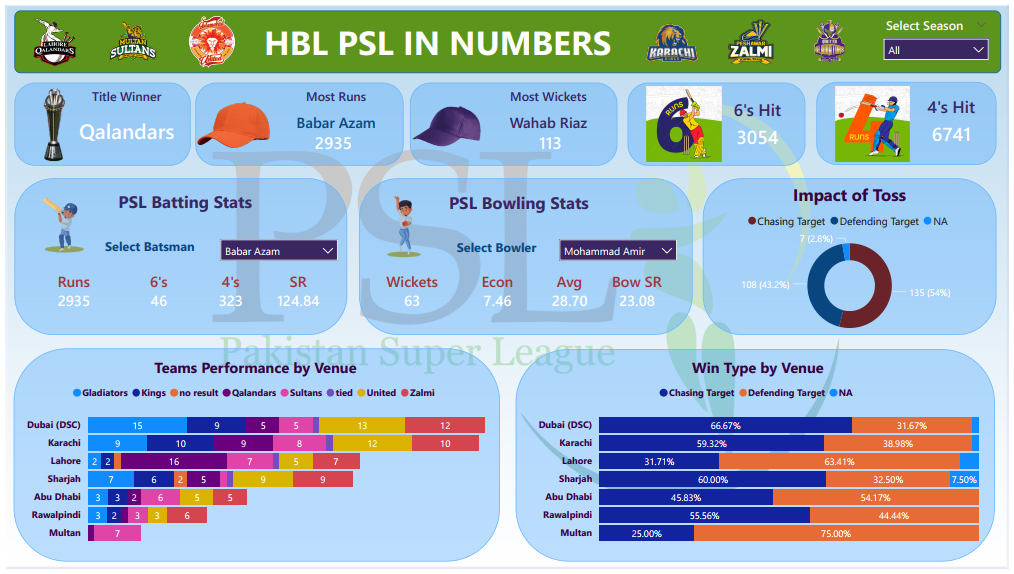 HBL PSL IN NUMBERS
LAHORE
QALANDARS
MULTAN
SULTANS
United
KARACHI
KINGS
PESHAWAR
ZALMI
Select Season
All
Title Winner
Qalandars
Most Runs
Babar Azam
2935
Most Wickets
Wahab Riaz
113
RUNS
6
6's Hit
3054
4
RUNS
4's Hit
6741
PSL
Pakistan Super League
PSL Batting Stats
Select Batsman
Babar Azam
Runs 6's 4's SR
2935 46 323 124.84
PSL Bowling Stats
Select Bowler
Mohammad Amir
Wickets Econ Avg Bow SR
63 7.46 28.70 23.08
Impact of Toss
Chasing Target Defending Target NA
7 (2.8%)
108 (43.2%)
135 (54%)
Teams Performance by Venue
Gladiators Kings no result Qalandars Sultans tied United Zalmi
Dubai (DSC) 15 9 5 5 13 12
Karachi 9 10 9 8 12 10
Lahore 2 2 16 7 5 7
Sharjah 7 6 2 5 9 9
Abu Dhabi 3 3 2 6 5 5
Rawalpindi 3 2 3 3 6
Multan 7
Win Type by Venue
Chasing Target Defending Target NA
Dubai (DSC) 66.67% 31.67%
Karachi 59.32% 38.98%
Lahore 31.71% 63.41%
Sharjah 60.00% 32.50% 7.50%
Abu Dhabi 45.83% 54.17%
Rawalpindi 55.56% 44.44%
Multan 25.00% 75.00%